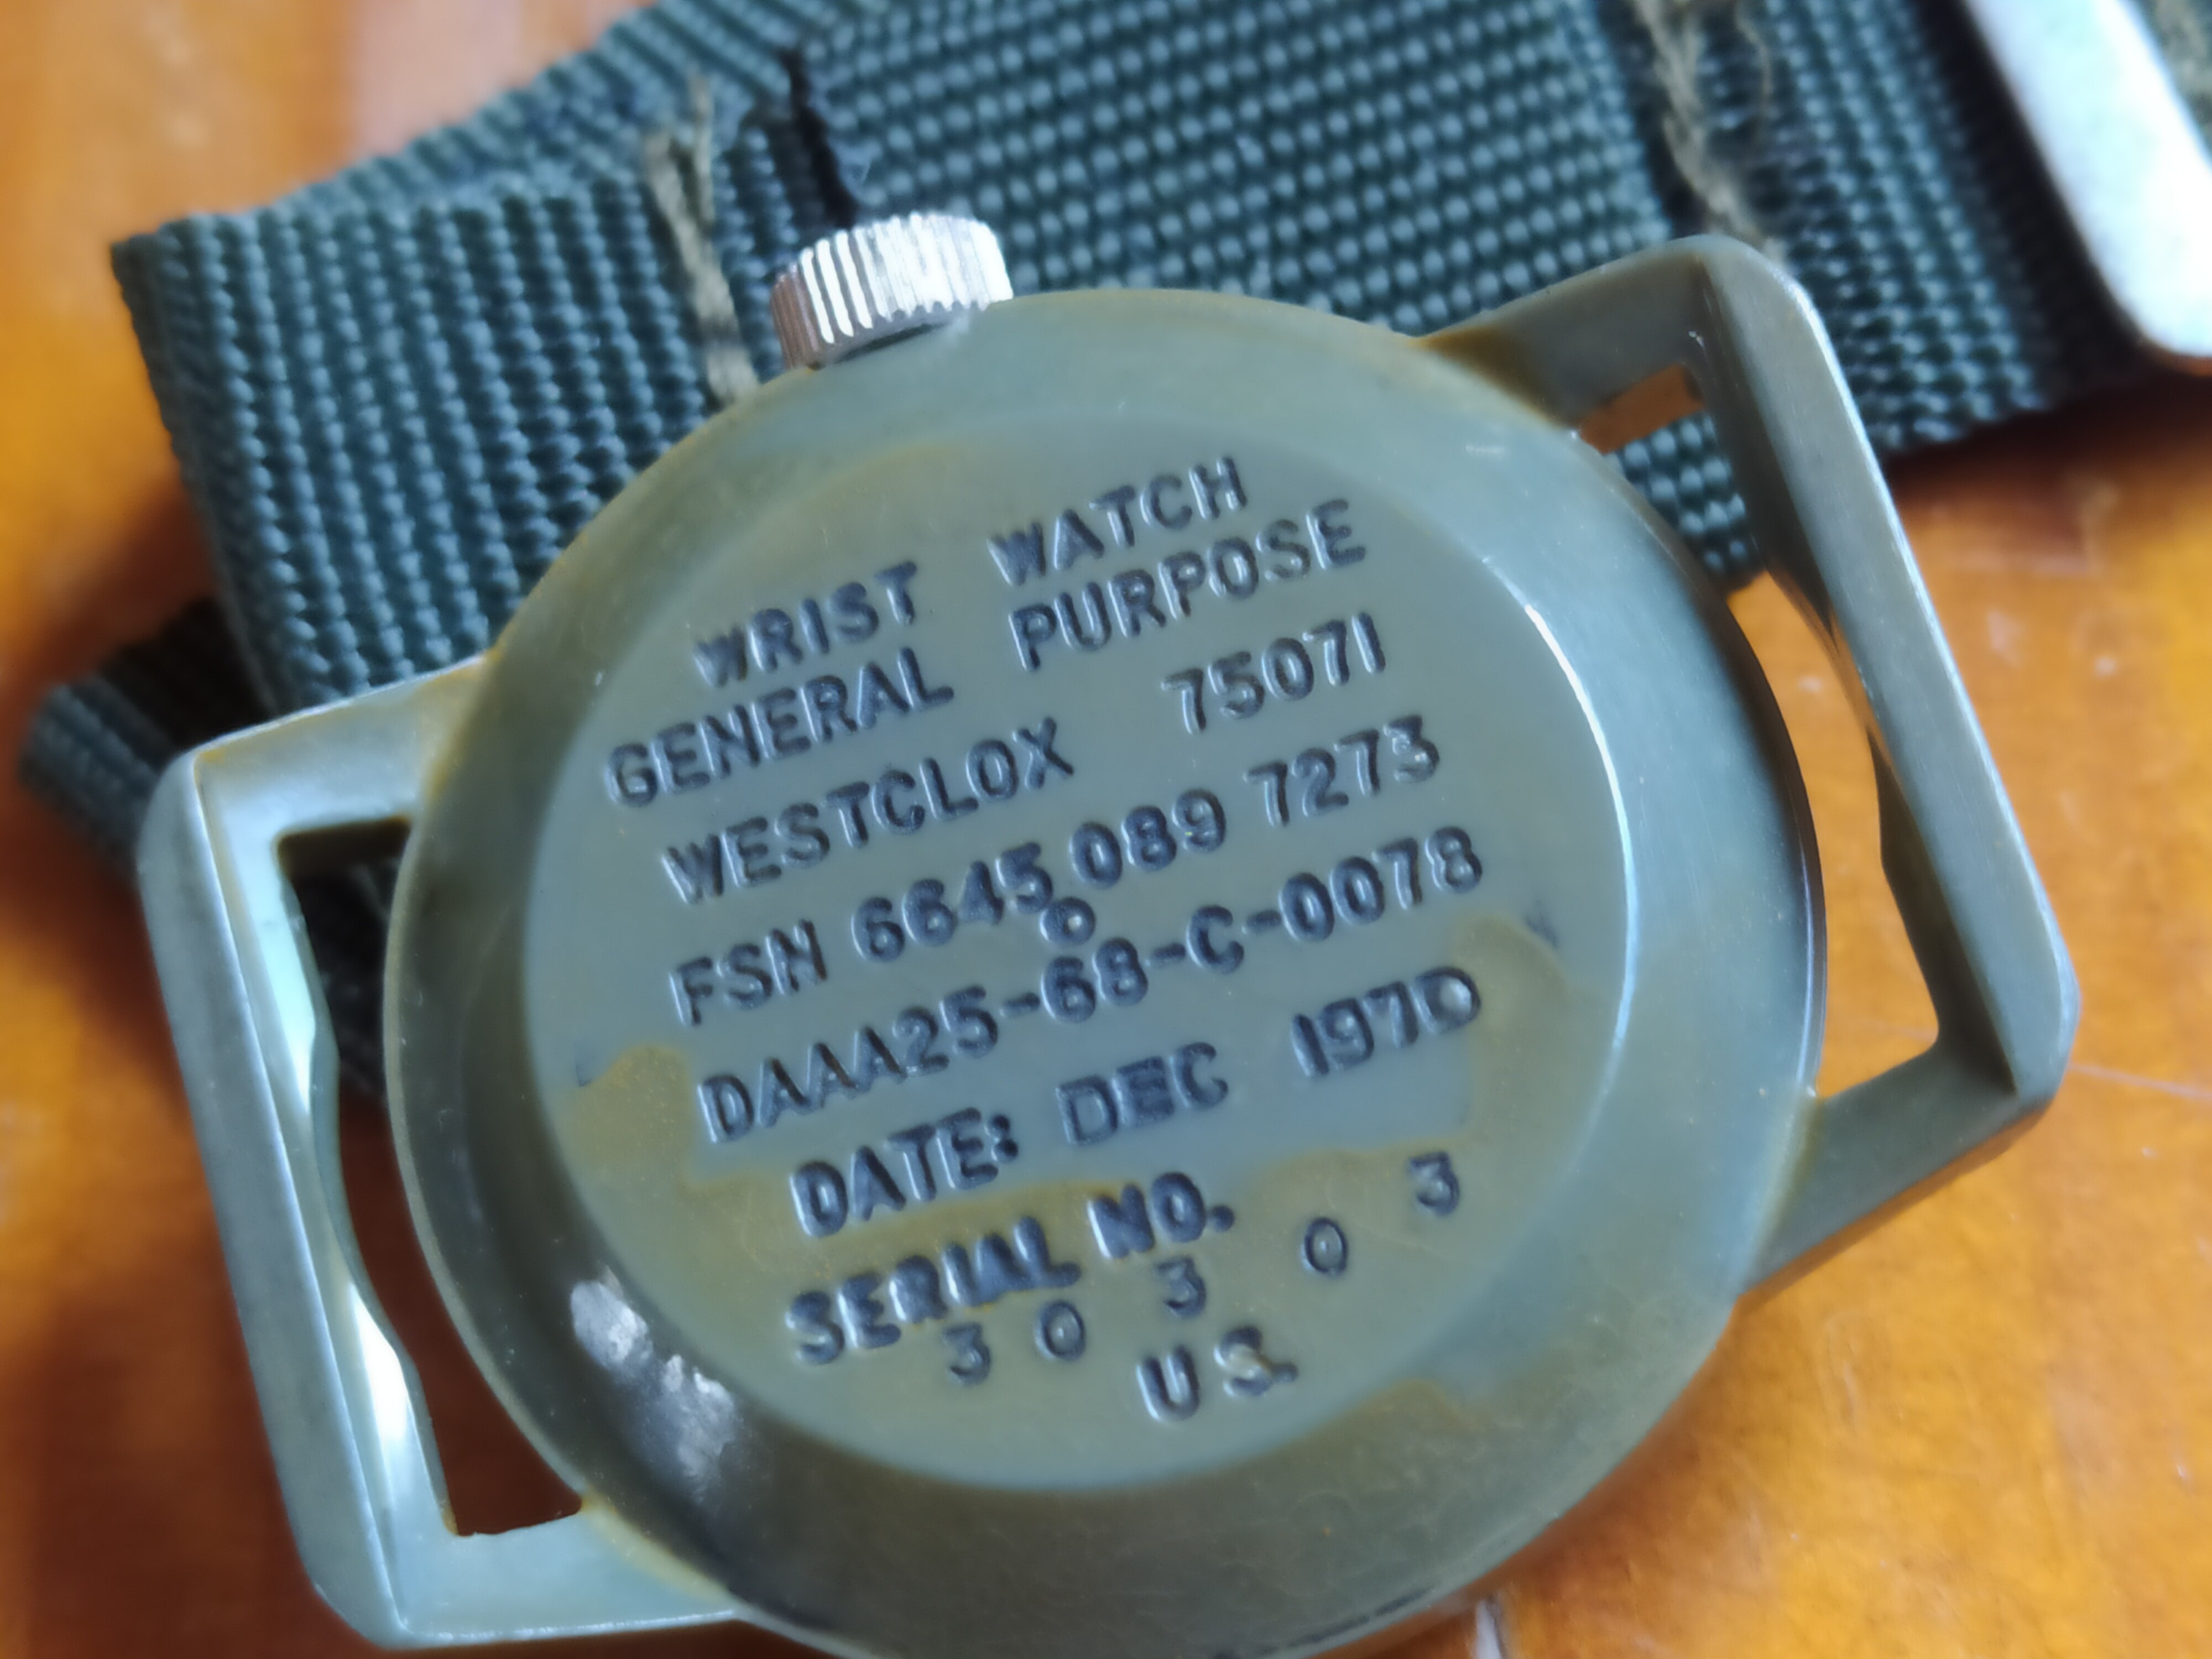 WRIST WATCH
GENERAL PURPOSE
WESTCLOX 75071
FSN 6645 089 7273
DAAA25-68-C-0078
DATE: DEC 1970
SERIAL NO.
3 0 3 0 3
U S.